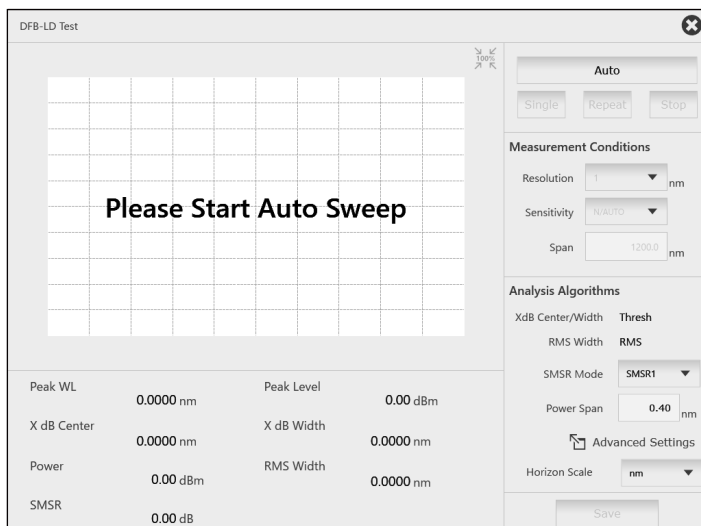 DFB-LD Test
100%
Please Start Auto Sweep
Auto
Single Repeat Stop
Measurement Conditions
Resolution 1 nm
Sensitivity N/AUTO
Span 1200.0 nm
Analysis Algorithms
XdB Center/Width Thresh
RMS Width RMS
SMSR Mode SMSR1
Power Span 0.40 nm
Advanced Settings
Horizon Scale nm
Save
Peak WL 0.0000 nm Peak Level 0.00 dBm
X dB Center 0.0000 nm X dB Width 0.0000 nm
Power 0.00 dBm RMS Width 0.0000 nm
SMSR 0.00 dB